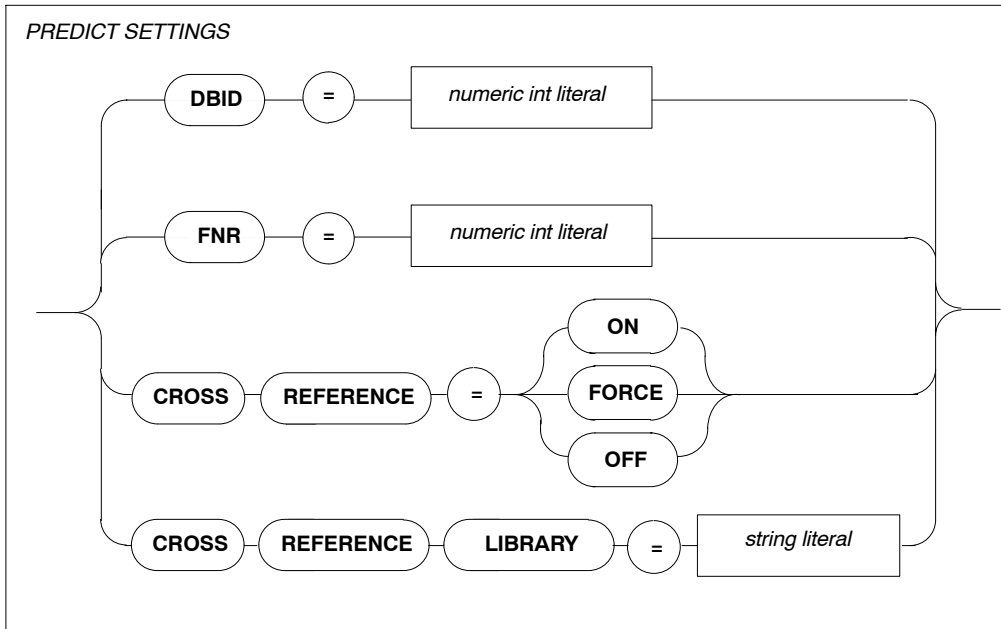 PREDICT SETTINGS
DBID = numeric int literal
FNR = numeric int literal
ON
CROSS REFERENCE = FORCE
OFF
CROSS REFERENCE LIBRARY = string literal